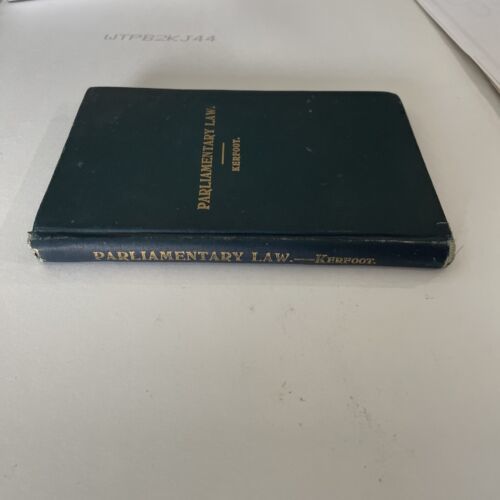 WTPB2KJ44
PARLIAMENTARY LAW.
KERFOOT.
PARLIAMENTARY LAW.—KERFOOT.